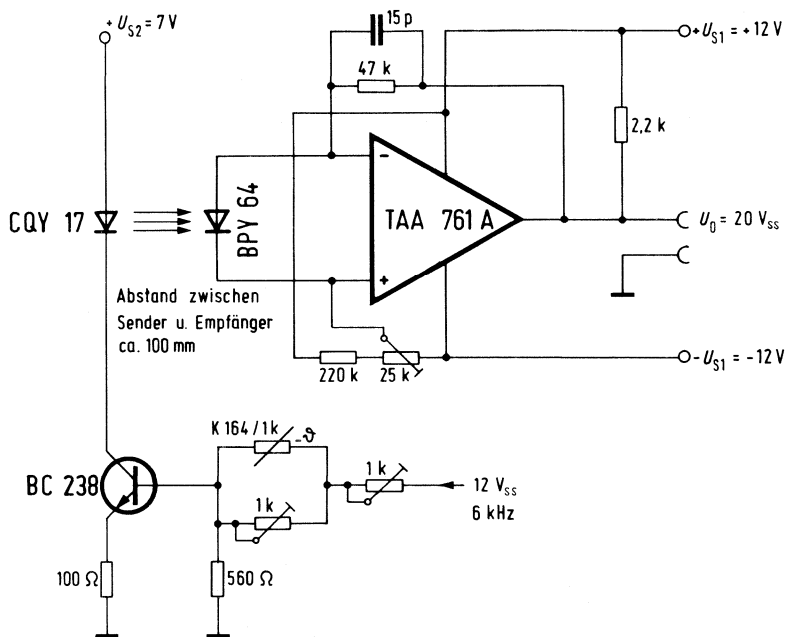 + U_S2 = 7 V
15 p
47 k
+U_S1 = + 12 V
2,2 k
CQY 17
BPY 64
−
TAA 761 A
+
U_0 = 20 V_SS
Abstand zwischen
Sender u. Empfänger
ca. 100 mm
220 k
25 k
-U_S1 = -12 V
K 164 / 1 k
-ϑ
BC 238
1 k
1 k
12 V_SS
6 kHz
100 Ω
560 Ω